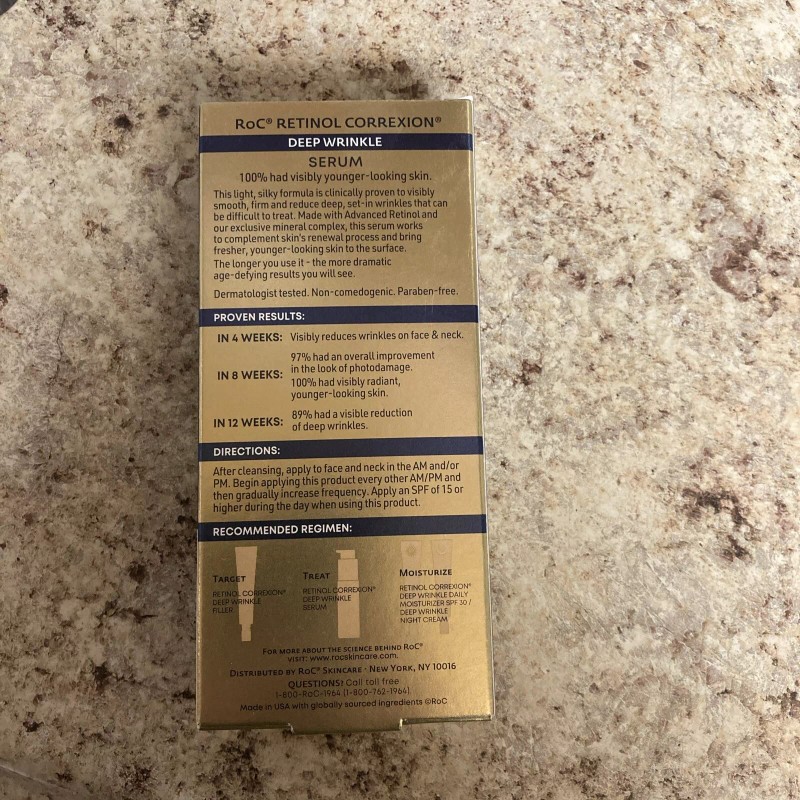 RoC® RETINOL CORREXION®
DEEP WRINKLE
SERUM
100% had visibly younger-looking skin.
This light, silky formula is clinically proven to visibly
smooth, firm and reduce deep, set-in wrinkles that can
be difficult to treat. Made with Advanced Retinol and
our exclusive mineral complex, this serum works
to complement skin's renewal process and bring
fresher, younger-looking skin to the surface.
The longer you use it - the more dramatic
age-defying results you will see.
Dermatologist tested. Non-comedogenic. Paraben-free.
PROVEN RESULTS:
IN 4 WEEKS: Visibly reduces wrinkles on face & neck.
IN 8 WEEKS: 97% had an overall improvement
in the look of photodamage.
100% had visibly radiant,
younger-looking skin.
IN 12 WEEKS: 89% had a visible reduction
of deep wrinkles.
DIRECTIONS:
After cleansing, apply to face and neck in the AM and/or
PM. Begin applying this product every other AM/PM and
then gradually increase frequency. Apply an SPF of 15 or
higher during the day when using this product.
RECOMMENDED REGIMEN:
TARGET
RETINOL CORREXION®
DEEP WRINKLE
FILLER
TREAT
RETINOL CORREXION®
DEEP WRINKLE
SERUM
MOISTURIZE
RETINOL CORREXION®
DEEP WRINKLE DAILY
MOISTURIZER SPF 30 /
DEEP WRINKLE
NIGHT CREAM
FOR MORE ABOUT THE SCIENCE BEHIND RoC®
VISIT: www.rocskincare.com.
DISTRIBUTED BY RoC® SKINCARE - NEW YORK, NY 10016
QUESTIONS? Call toll free
1-800-RoC-1964 (1-800-762-1964)
Made in USA with globally sourced ingredients ©RoC